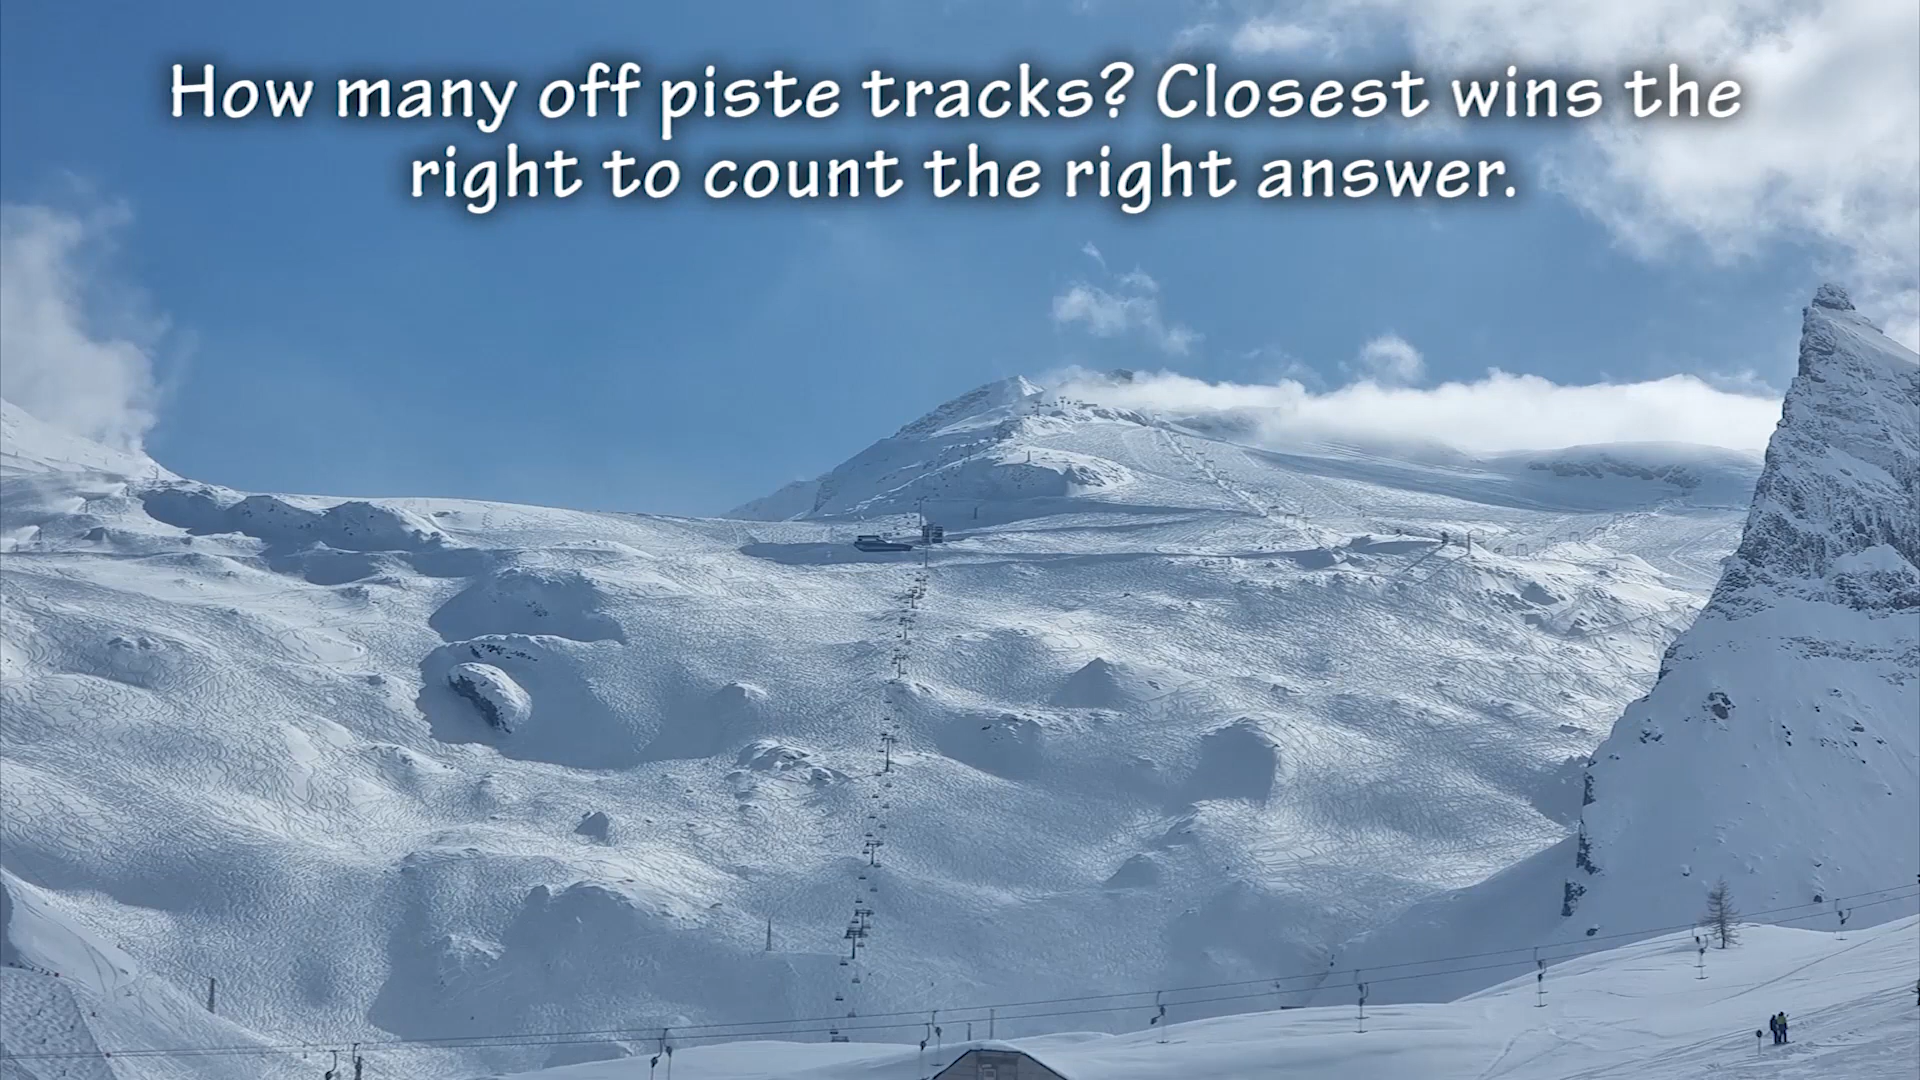 How many off piste tracks? Closest wins the
right to count the right answer.